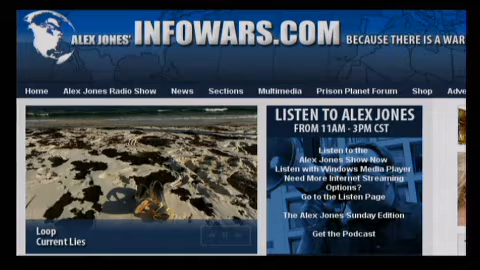 ALEX JONES' INFOWARS.COM BECAUSE THERE IS A WAR
Home Alex Jones Radio Show News Sections Multimedia Prison Planet Forum Shop Adve
LISTEN TO ALEX JONES
FROM 11AM - 3PM CST
Listen to the
Alex Jones Show Now
Listen with Windows Media Player
Need More Internet Streaming
Options?
Go to the Listen Page
The Alex Jones Sunday Edition
Get the Podcast
Loop
Current Lies